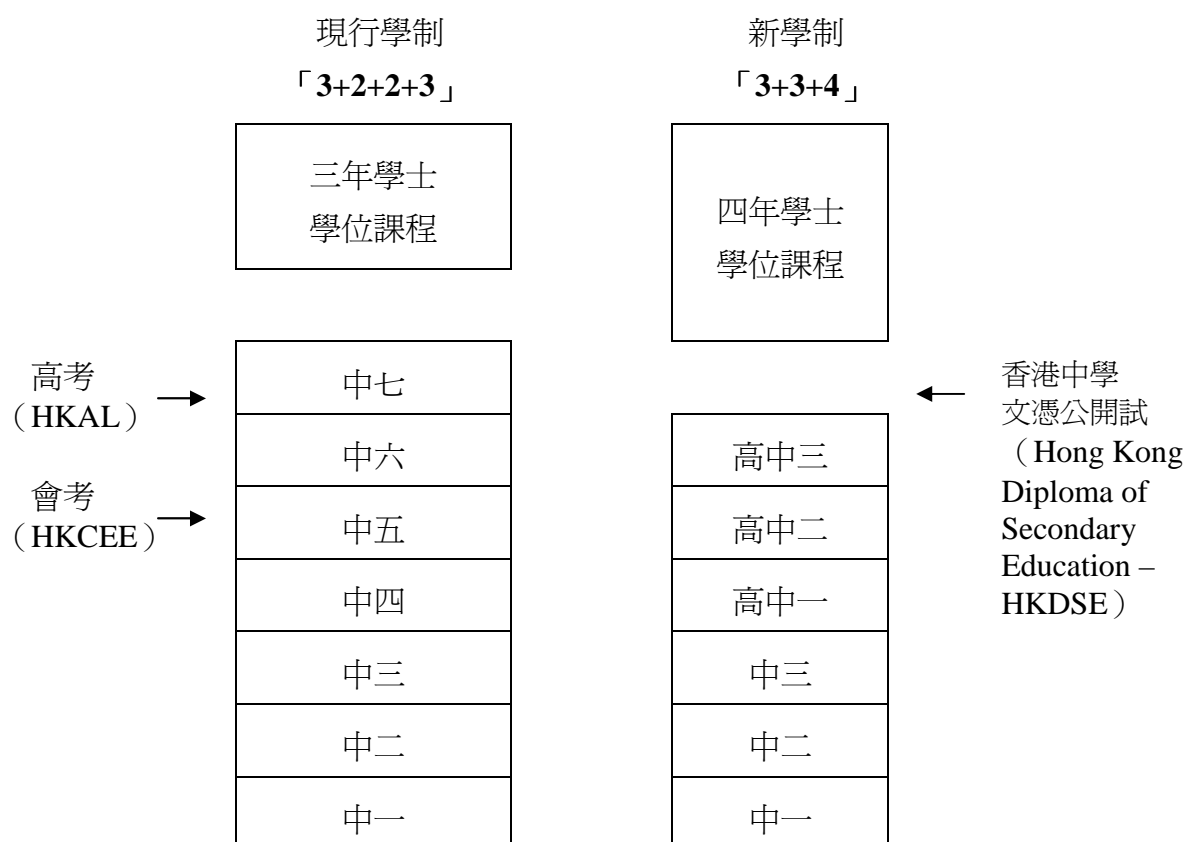 現行學制
「3+2+2+3」
三年學士
學位課程
高考
（HKAL）
會考
（HKCEE）
中七
中六
中五
中四
中三
中二
中一
新學制
「3+3+4」
四年學士
學位課程
高中三
高中二
高中一
中三
中二
中一
香港中學
文憑公開試
（Hong Kong
Diploma of
Secondary
Education –
HKDSE）